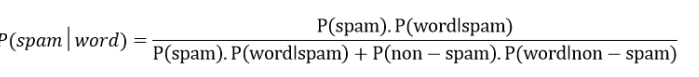 P(spam|word) = P(spam). P(word|spam)
P(spam). P(word|spam) + P(non − spam). P(word|non − spam)